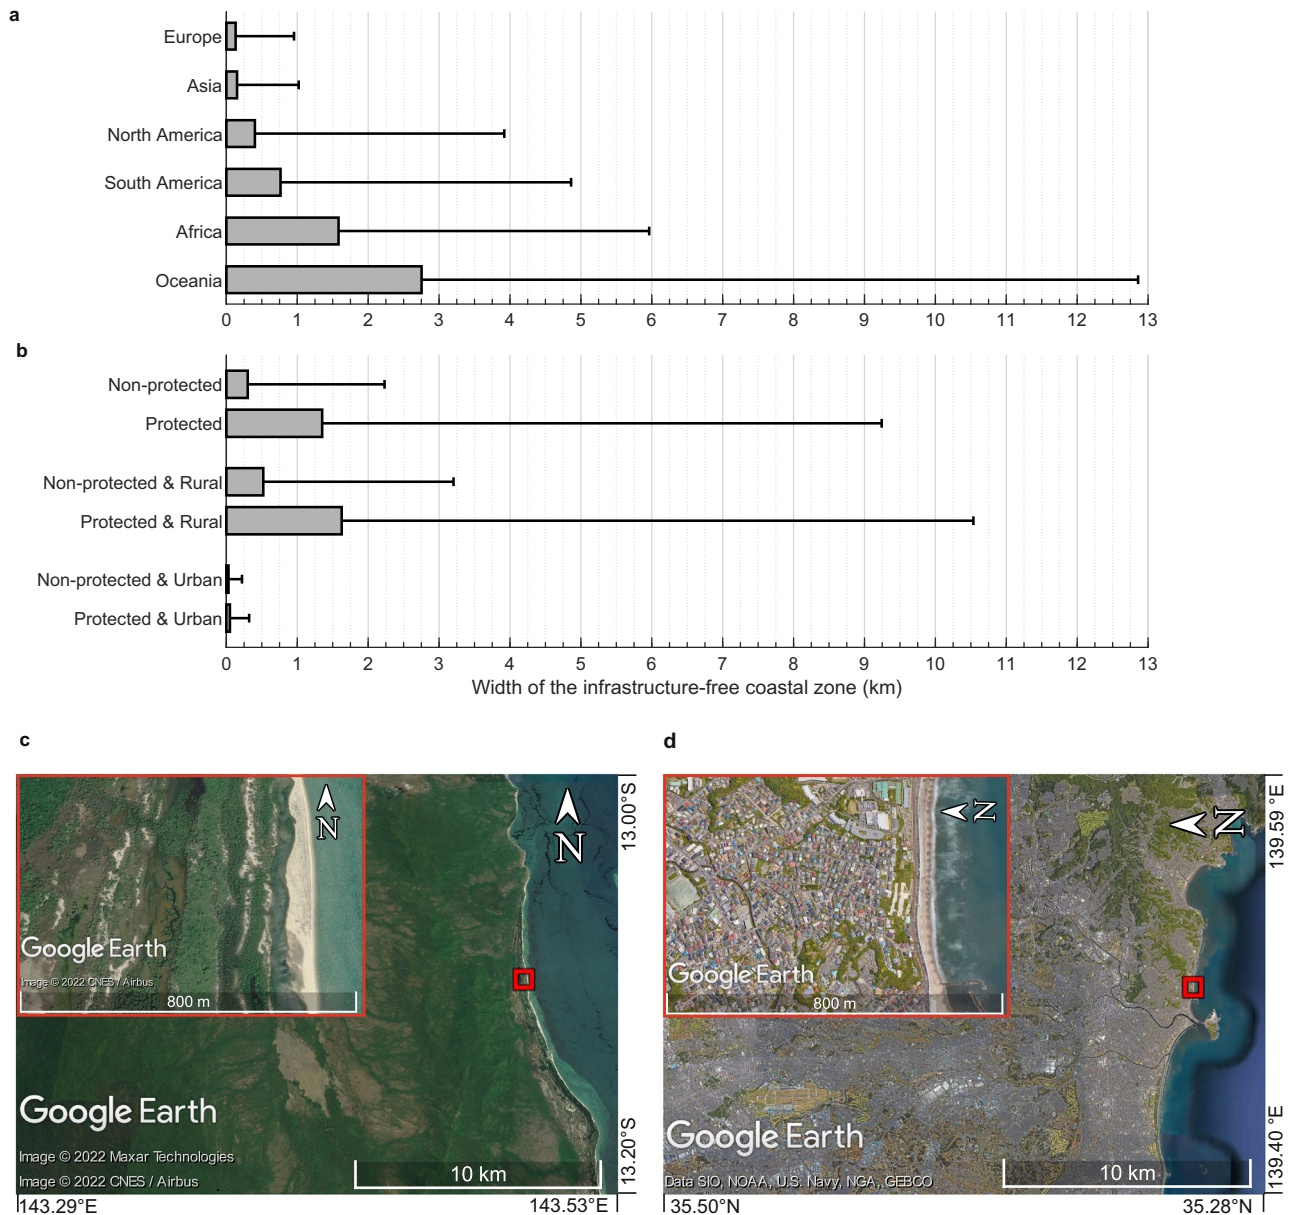 a
Europe
Asia
North America
South America
Africa
Oceania
0 1 2 3 4 5 6 7 8 9 10 11 12 13
b
Non-protected
Protected
Non-protected & Rural
Protected & Rural
Non-protected & Urban
Protected & Urban
0 1 2 3 4 5 6 7 8 9 10 11 12 13
Width of the infrastructure-free coastal zone (km)
c
N
N
Google Earth
Image © 2022 CNES / Airbus
800 m
Google Earth
Image © 2022 Maxar Technologies
Image © 2022 CNES / Airbus
10 km
13.00°S
13.20°S
143.29°E
143.53°E
d
N
N
Google Earth
800 m
Google Earth
Data SIO, NOAA, U.S. Navy, NGA, GEBCO
10 km
139.59 °E
139.40 °E
35.50°N
35.28°N